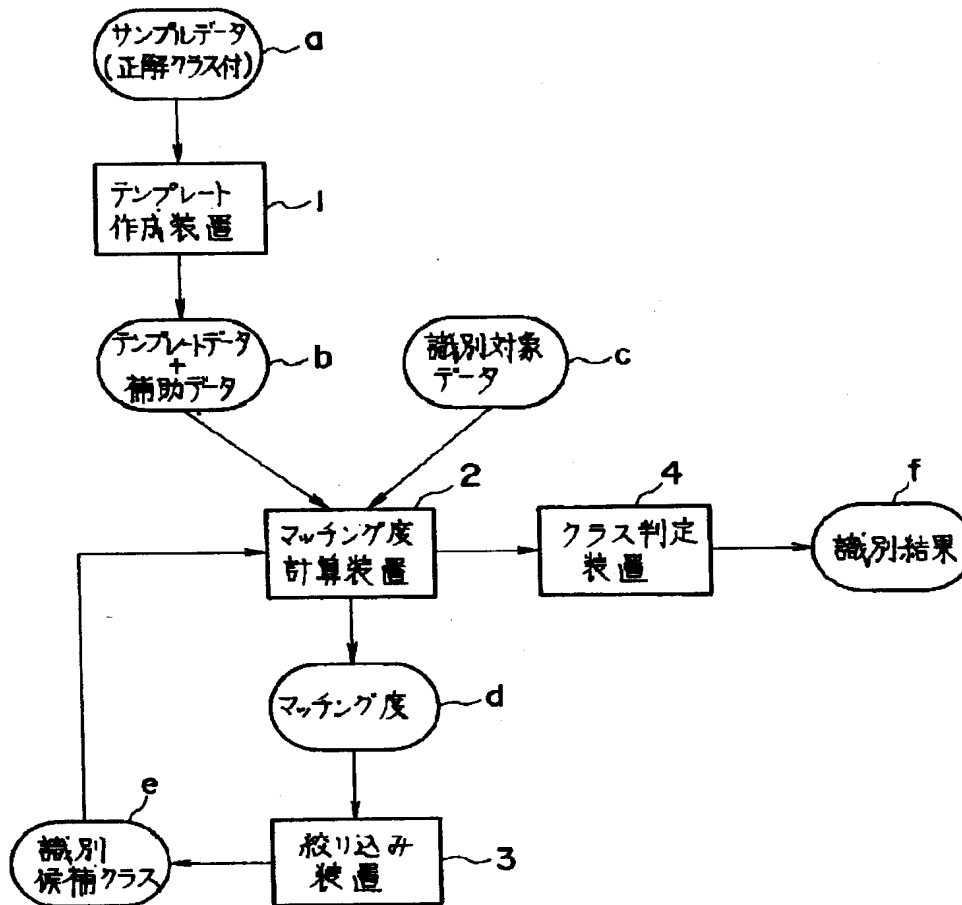 サンプルデータ
(正解クラス付)
a
テンプレート
作成装置
1
テンプレートデータ
+
補助データ
b
識別対象
データ
c
マッチング度
計算装置
2
クラス判定
装置
4
識別結果
f
マッチング度
d
絞り込み
装置
3
識別
候補クラス
e